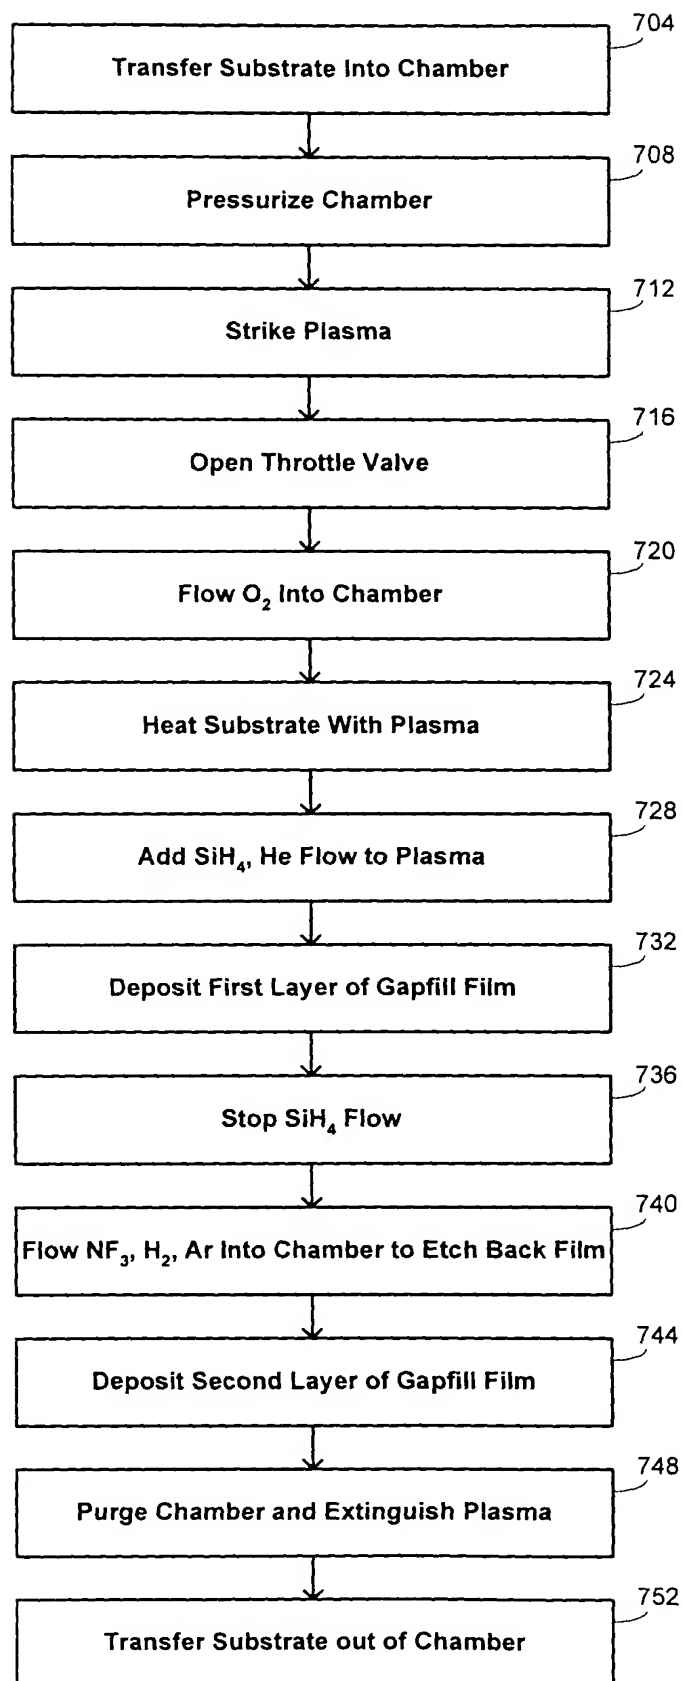 704
Transfer Substrate Into Chamber
708
Pressurize Chamber
712
Strike Plasma
716
Open Throttle Valve
720
Flow O₂ Into Chamber
724
Heat Substrate With Plasma
728
Add SiH₄, He Flow to Plasma
732
Deposit First Layer of Gapfill Film
736
Stop SiH₄ Flow
740
Flow NF₃, H₂, Ar Into Chamber to Etch Back Film
744
Deposit Second Layer of Gapfill Film
748
Purge Chamber and Extinguish Plasma
752
Transfer Substrate out of Chamber